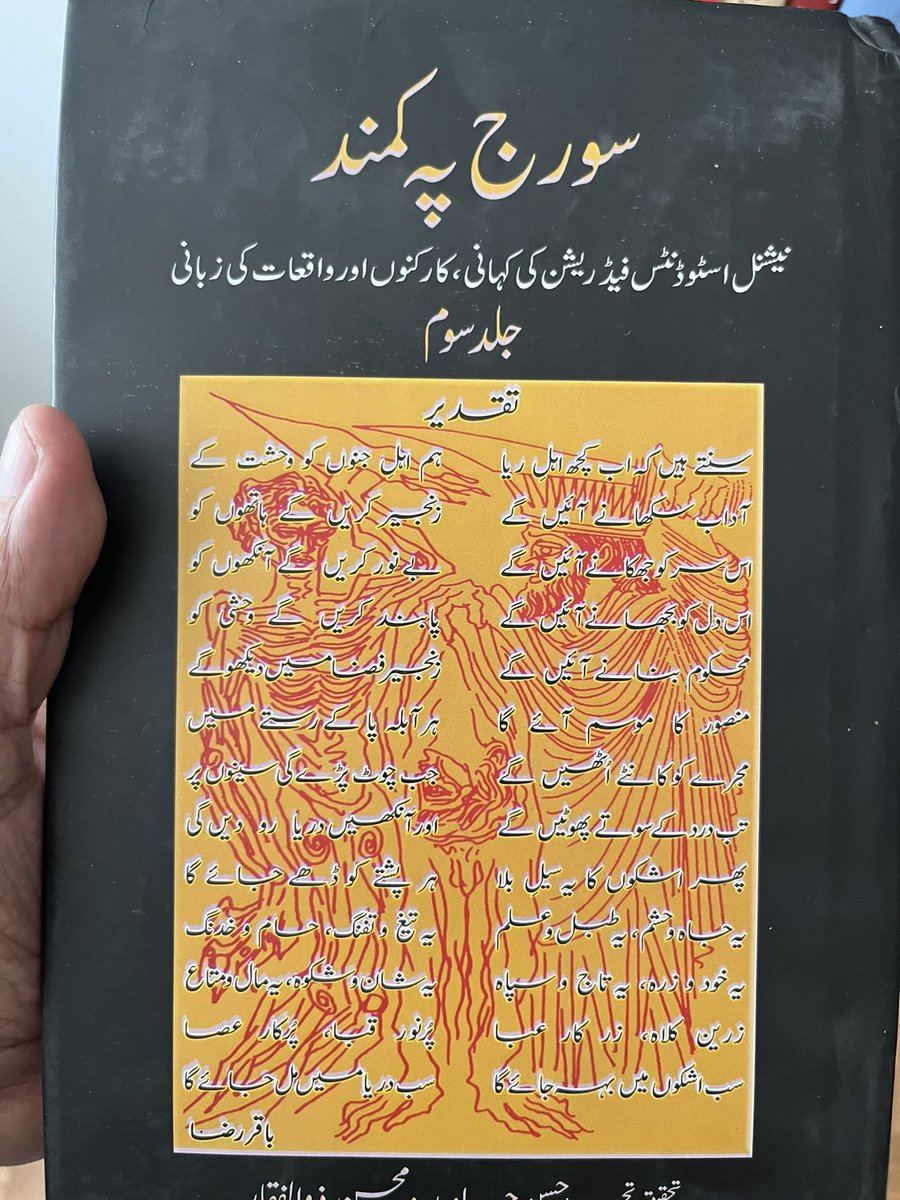 سورج پہ کمند
نیشنل اسٹوڈنٹس فیڈریشن کی کہانی، کارکنوں اور واقعات کی زبانی
جلد سوم
تقدیر
سنتے ہیں کہ اب کچھ اہلِ ریا ہم اہلِ جنوں کو وحشت کے
آداب سکھانے آئیں گے زنجیر کریں گے ہاتھوں کو
اس سر کو جھکانے آئیں گے بے نور کریں گے آنکھوں کو
اس دل کو بجھانے آئیں گے پابند کریں گے وحشی کو
محکوم بنانے آئیں گے زنجیر فضا میں دیکھو گے
منصور کا موسم آئے گا ہر آبلہ پا کے رستے میں
مجرے کو کانٹے اُٹھیں گے جب چوٹ پڑے گی سینوں پر
تب درد کے سوتے پھوٹیں گے اور آنکھیں دریا رو دیں گی
پھر اشکوں کا یہ سیل بلا ہر پشتے کو ڈھے جائے گا
یہ جاہ و حشم، یہ طبل و علم یہ تیغ و تفنگ، حسام و خدنگ
یہ خود و زرہ، یہ تاج و سپاہ یہ شان و شکوہ، یہ مال و متاع
زرین کلاہ، زر کار عبا پُرنور قبا، پُرکار عصا
سب اشکوں میں بہہ جائے گا سب دریا میں مل جائے گا
باقر رضا